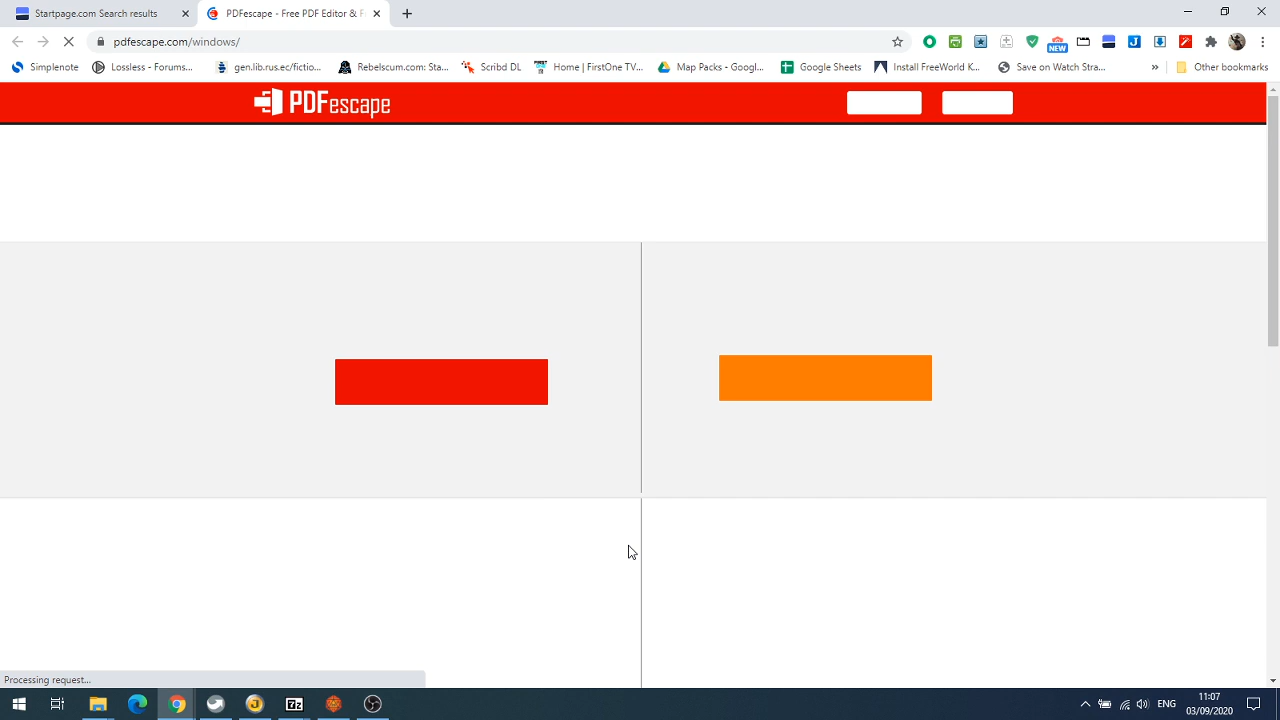 Startpage.com Search results
PDFescape - Free PDF Editor & F
pdfescape.com/windows/
NEW
Simplenote
Lossless - Forums...
gen.lib.rus.ec/fictio...
Rebelscum.com: Sta...
Scribd DL
Home | FirstOne TV...
Map Packs - Googl...
Google Sheets
Install FreeWorld K...
Save on Watch Stra...
»
Other bookmarks
PDFescape
Processing request...
ENG
11:07
03/09/2020